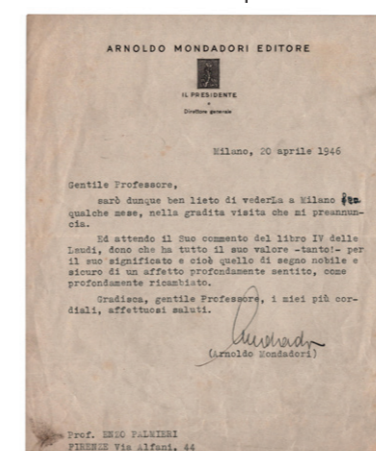 ARNOLDO MONDADORI EDITORE
IL PRESIDENTE
e
Direttore generale
Milano, 20 aprile 1946
Gentile Professore,
sarò dunque ben lieto di vederLa a Milano fra
qualche mese, nella gradita visita che mi preannun-
cia.
Ed attendo il Suo commento del libro IV delle
Laudi, dono che ha tutto il suo valore -tanto!- per
il suo significato e cioè quello di segno nobile e
sicuro di un affetto profondamente sentito, come
profondamente ricambiato.
Gradisca, gentile Professore, i miei più cor-
diali, affettuosi saluti.
Mondadori
(Arnoldo Mondadori)
Prof. ENZO PALMIERI
FIRENZE Via Alfani, 44